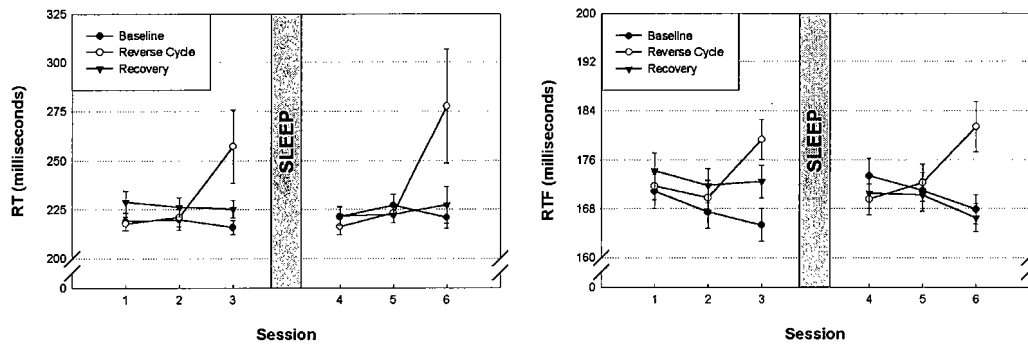 325
300
275
250
225
200
0
RT (milliseconds)
Baseline
Reverse Cycle
Recovery
SLEEP
1 2 3 4 5 6
Session
200
192
184
176
168
160
0
RTF (milliseconds)
Baseline
Reverse Cycle
Recovery
SLEEP
1 2 3 4 5 6
Session